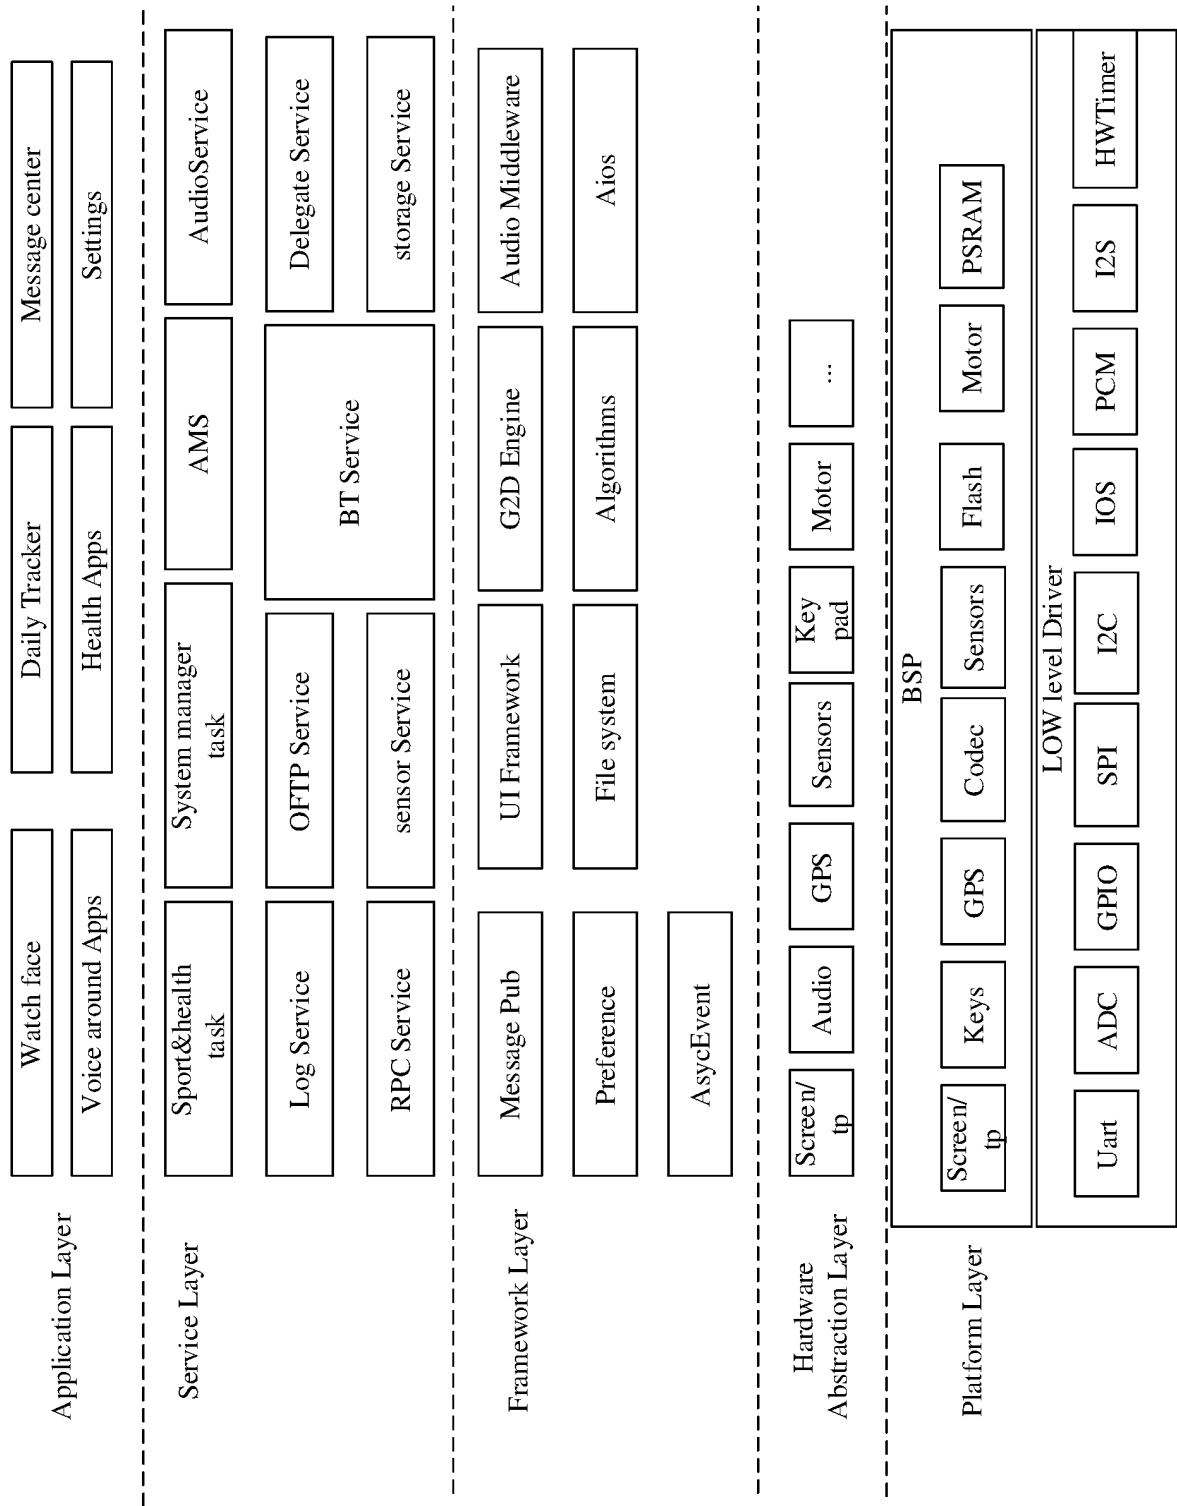 Application Layer
Watch face
Daily Tracker
Message center
Voice around Apps
Health Apps
Settings
Service Layer
Sport&health
task
System manager
task
AMS
AudioService
Log Service
OFTP Service
BT Service
Delegate Service
RPC Service
sensor Service
storage Service
Framework Layer
Message Pub
UI Framework
G2D Engine
Audio Middleware
Preference
File system
Algorithms
Aios
AsycEvent
Hardware
Abstraction Layer
Screen/
tp
Audio
GPS
Sensors
Key
pad
Motor
...
Platform Layer
BSP
Screen/
tp
Keys
GPS
Codec
Sensors
Flash
Motor
PSRAM
LOW level Driver
Uart
ADC
GPIO
SPI
I2C
IOS
PCM
I2S
HWTimer